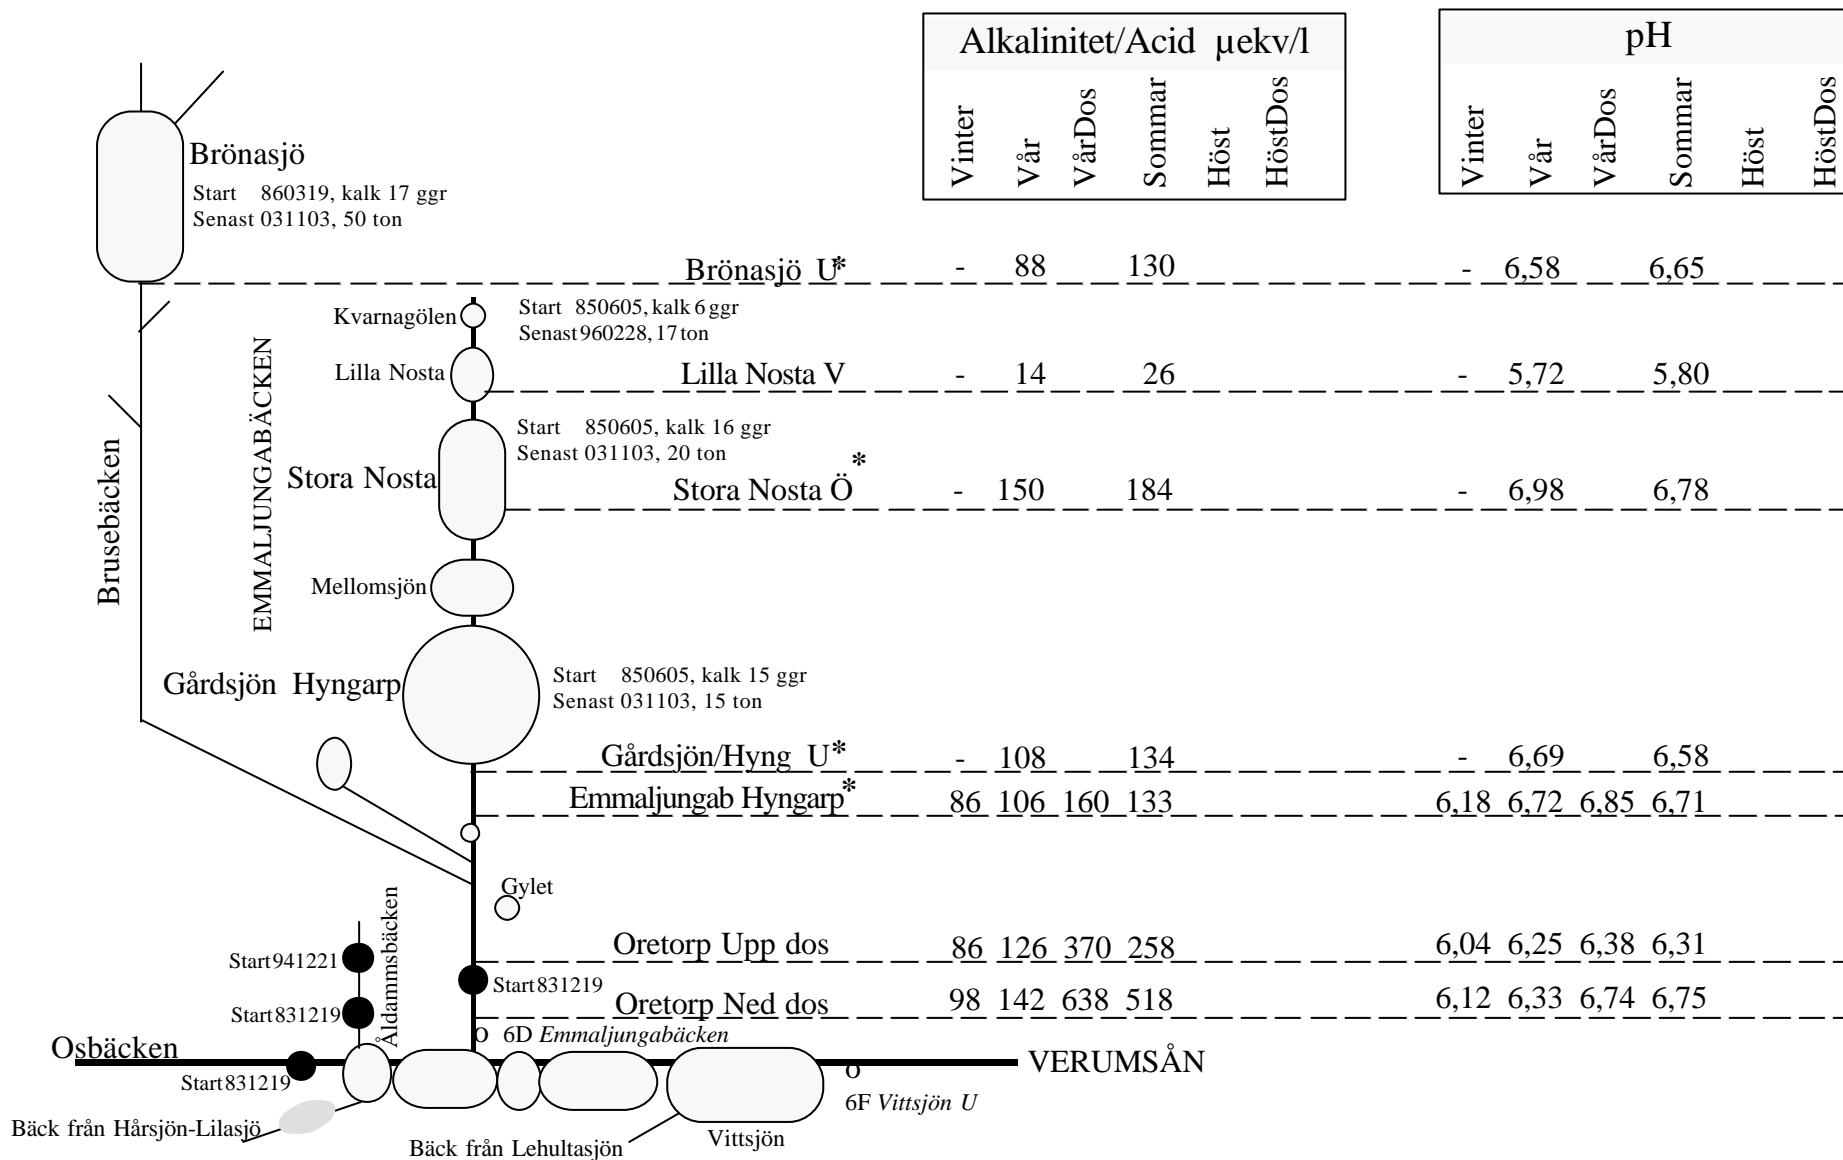 Alkalinitet/Acid µekv/l
pH
Vinter
Vår
VårDos
Sommar
Höst
HöstDos
Vinter
Vår
VårDos
Sommar
Höst
HöstDos
Brönasjö
Start 860319, kalk 17 ggr
Senast 031103, 50 ton
Brönasjö U* - 88 130 - 6,58 6,65
Kvarnagölen
Start 850605, kalk 6 ggr
Senast 960228, 17 ton
Lilla Nosta
Lilla Nosta V - 14 26 - 5,72 5,80
EMMALJUNGABÄCKEN
Brusebäcken
Start 850605, kalk 16 ggr
Senast 031103, 20 ton
Stora Nosta
Stora Nosta Ö* - 150 184 - 6,98 6,78
Mellomsjön
Gårdsjön Hyngarp
Start 850605, kalk 15 ggr
Senast 031103, 15 ton
Gårdsjön/Hyng U* - 108 134 - 6,69 6,58
Emmaljungab Hyngarp* 86 106 160 133 6,18 6,72 6,85 6,71
Gylet
Åldammsbäcken
Oretorp Upp dos 86 126 370 258 6,04 6,25 6,38 6,31
Start 941221
Start 831219
Oretorp Ned dos 98 142 638 518 6,12 6,33 6,74 6,75
Start 831219
6D Emmaljungabäcken
Osbäcken
VERUMSÅN
Start 831219
6F Vittsjön U
Bäck från Hårsjön-Lilasjö
Bäck från Lehultasjön
Vittsjön